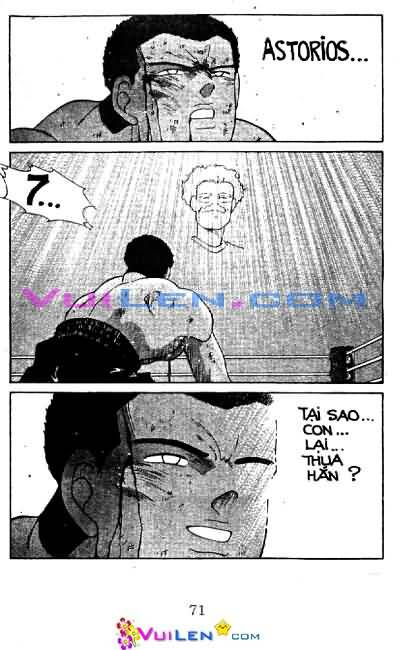 ASTORIOS...
7...
VUILEN.COM
TẠI SAO...
CON...
LẠI...
THUA
HẮN ?
71
VUILEN.COM